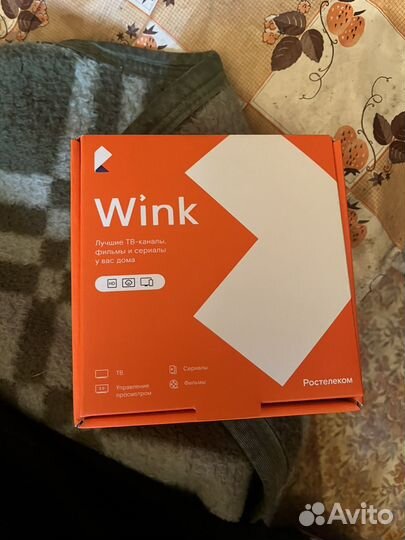 Wink
Лучшие ТВ-каналы,
фильмы и сериалы
у вас дома
HD
ТВ
Сериалы
Управление
просмотром
Фильмы
Ростелеком
Avito